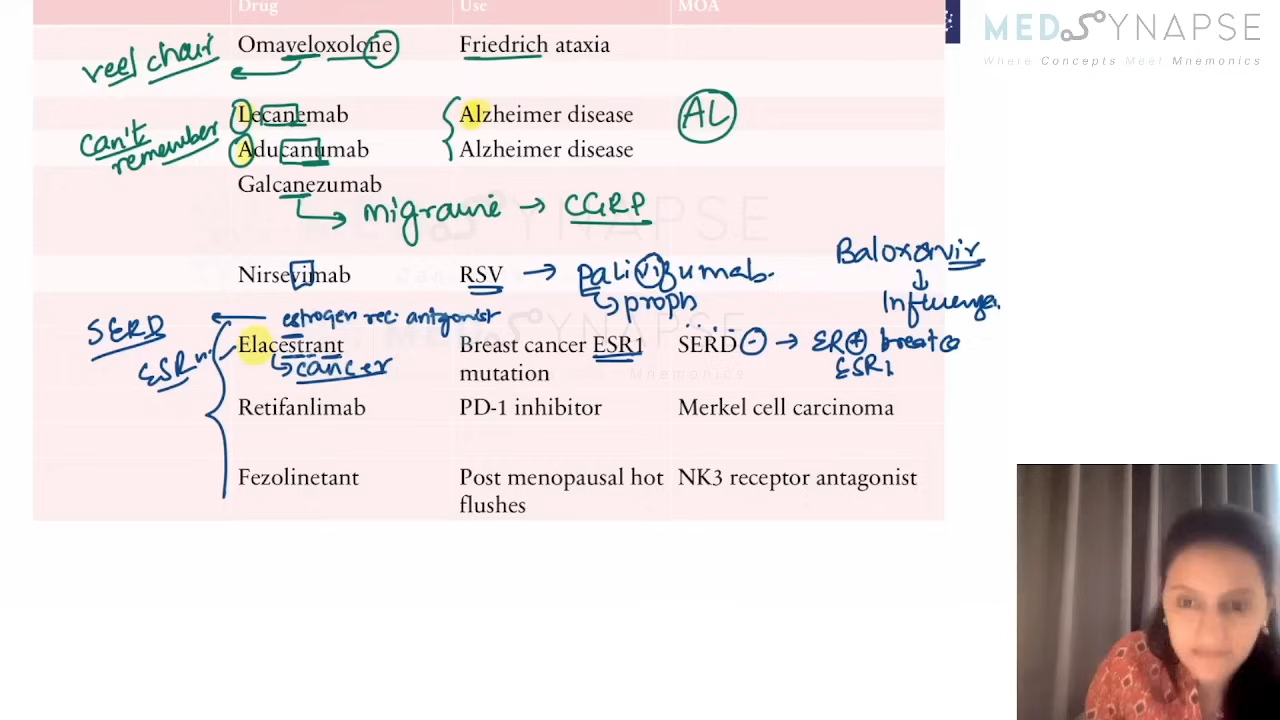 Drug Use MOA
MEDSYNAPSE
Where Concepts Meet Mnemonics
Omaveloxolone Friedrich ataxia
reel chair
Lecanemab Alzheimer disease AL
can't remember
Aducanumab Alzheimer disease
Galcanezumab
migraine → CGRP
Baloxavir
↓
Influenza
Nirsevimab RSV → palivizumab.
proph
SERD ← estrogen rec. antgonist
Elacestrant Breast cancer ESR1 SERD - → ER+ breast ca
ESR1
cancer
mutation
Retifanlimab PD-1 inhibitor Merkel cell carcinoma
Fezolinetant Post menopausal hot NK3 receptor antagonist
flushes